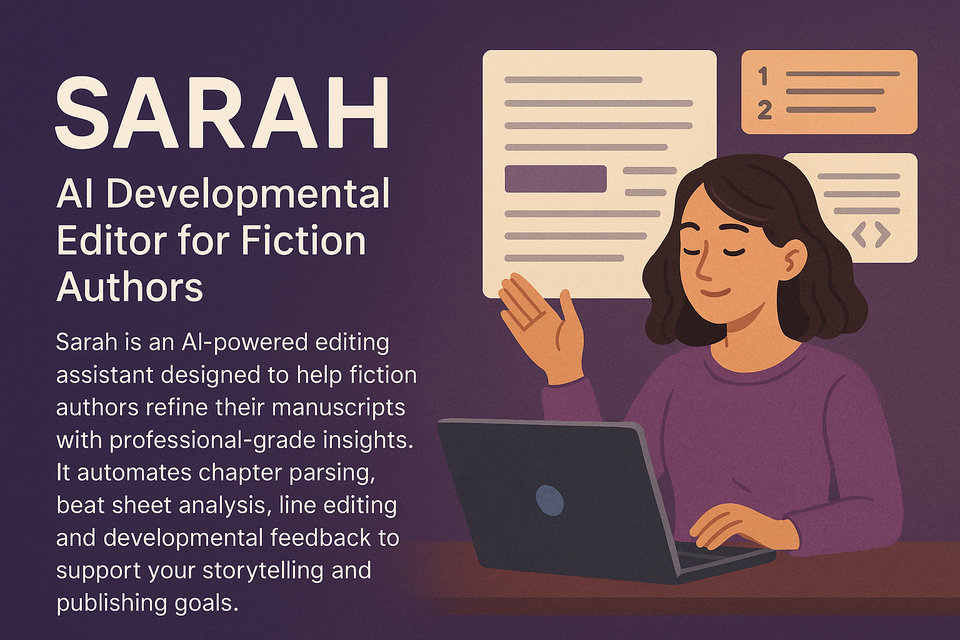 SARAH
AI Developmental
Editor for Fiction
Authors
Sarah is an AI-powered editing
assistant designed to help fiction
authors refine their manuscripts
with professional-grade insights.
It automates chapter parsing,
beat sheet analysis, line editing
and developmental feedback to
support your storytelling and
publishing goals.
1
2
< >